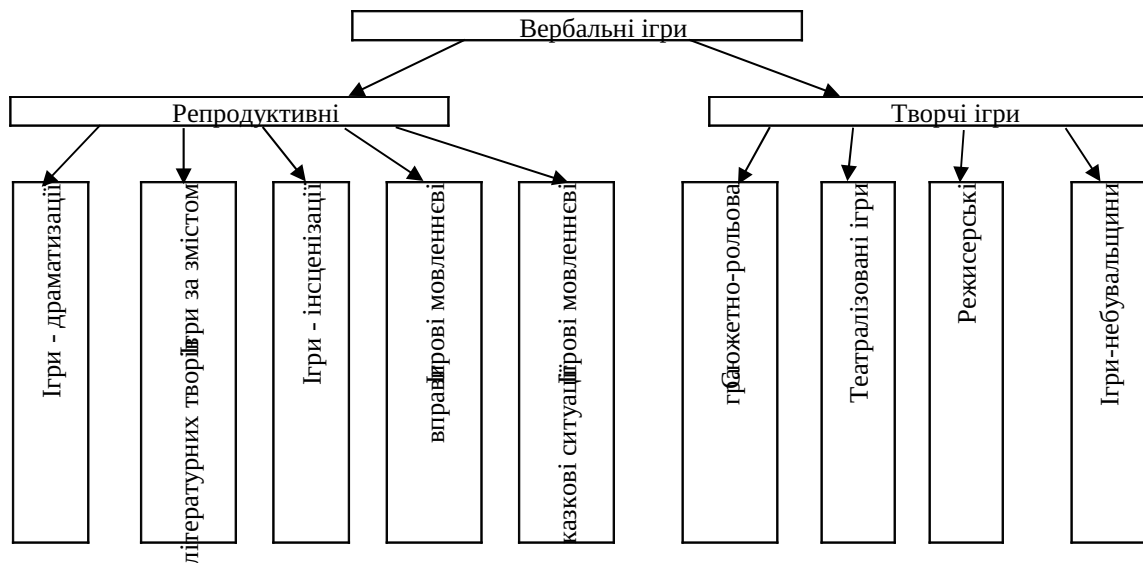 Вербальні ігри
Репродуктивні
Творчі ігри
Ігри - драматизації
Ігри за змістом
літературних творів
Ігри - інсценізації
Ігрові мовленнєві
вправи
Ігрові мовленнєві
казкові ситуації
Сюжетно-рольова
гра
Театралізовані ігри
Режисерські
Ігри-небувальщини